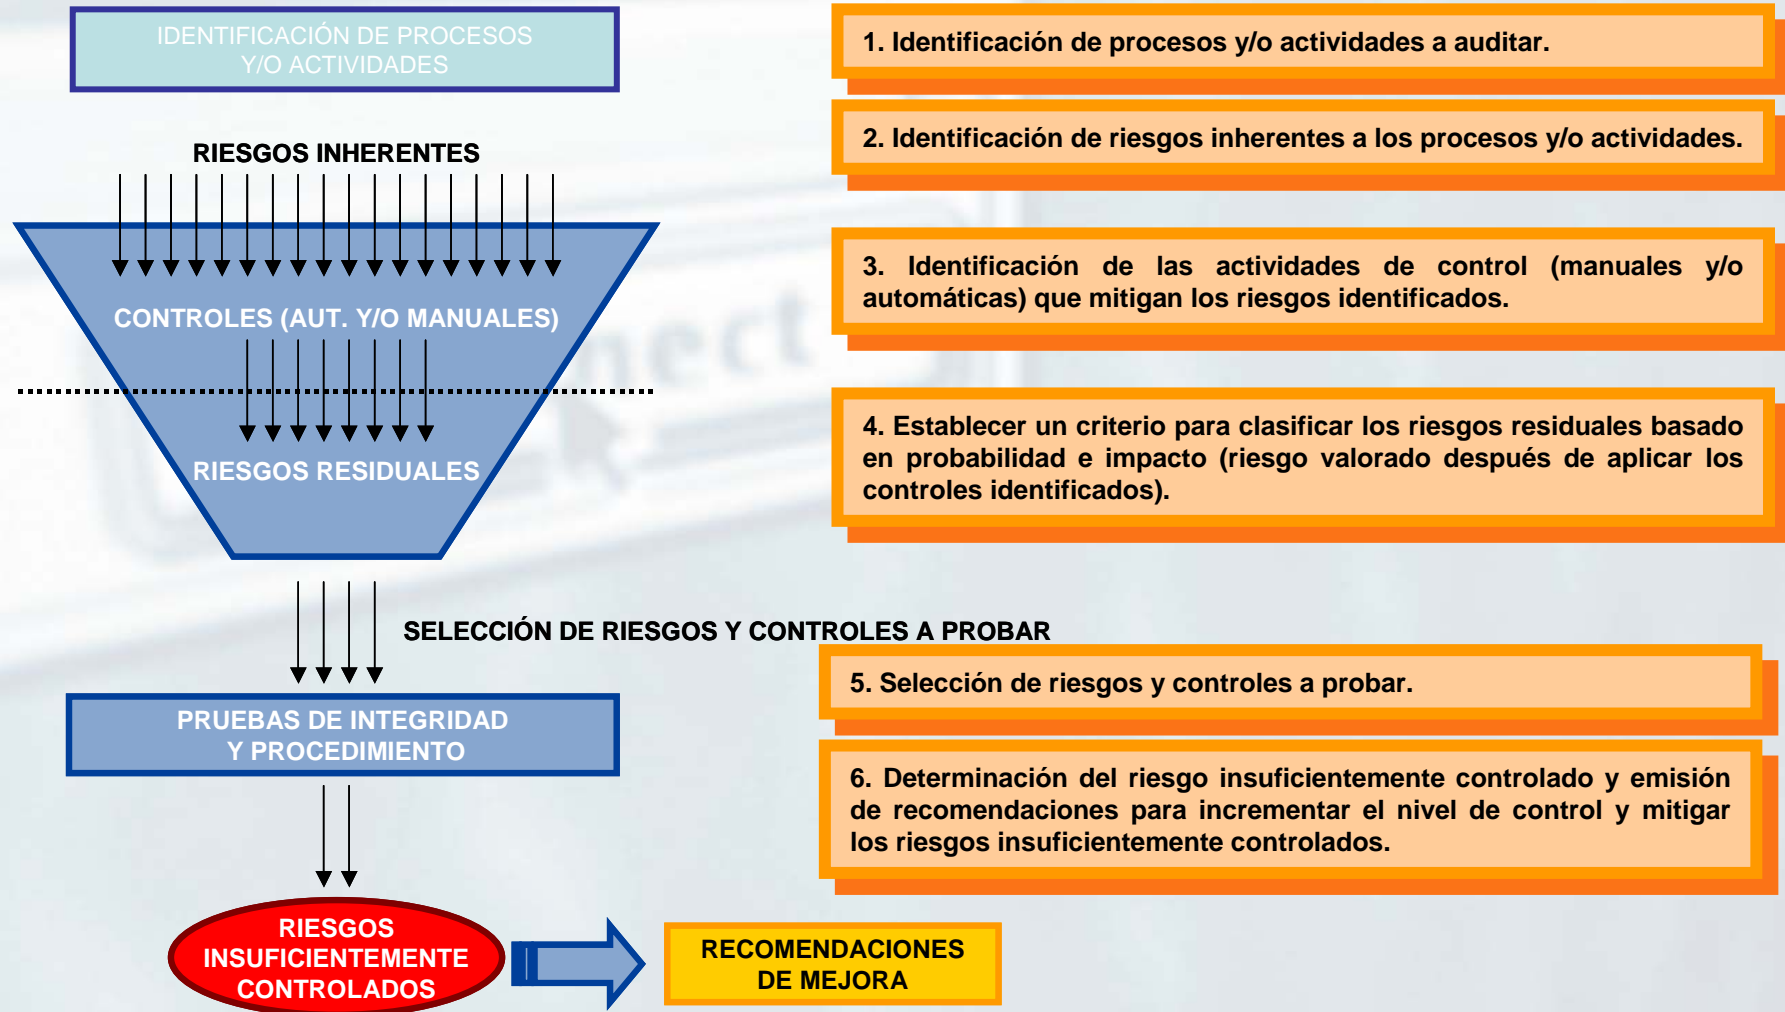 IDENTIFICACIÓN DE PROCESOS
Y/O ACTIVIDADES
RIESGOS INHERENTES
CONTROLES (AUT. Y/O MANUALES)
RIESGOS RESIDUALES
SELECCIÓN DE RIESGOS Y CONTROLES A PROBAR
PRUEBAS DE INTEGRIDAD
Y PROCEDIMIENTO
RIESGOS
INSUFICIENTEMENTE
CONTROLADOS
RECOMENDACIONES
DE MEJORA
1. Identificación de procesos y/o actividades a auditar.
2. Identificación de riesgos inherentes a los procesos y/o actividades.
3. Identificación de las actividades de control (manuales y/o
automáticas) que mitigan los riesgos identificados.
4. Establecer un criterio para clasificar los riesgos residuales basado
en probabilidad e impacto (riesgo valorado después de aplicar los
controles identificados).
5. Selección de riesgos y controles a probar.
6. Determinación del riesgo insuficientemente controlado y emisión
de recomendaciones para incrementar el nivel de control y mitigar
los riesgos insuficientemente controlados.